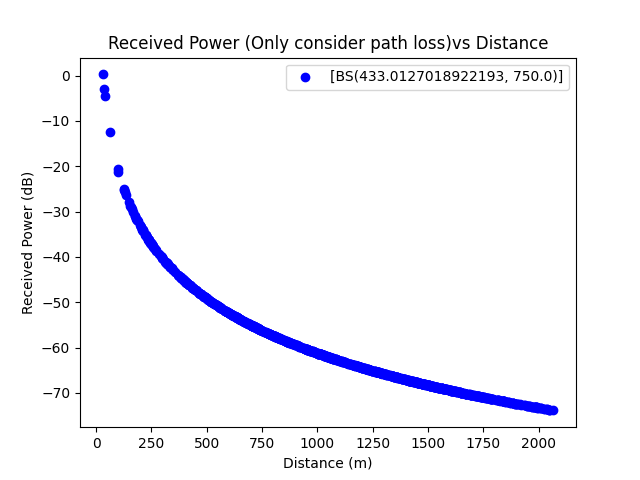 Received Power (Only consider path loss)vs Distance
[BS(433.0127018922193, 750.0)]
Received Power (dB)
0
−10
−20
−30
−40
−50
−60
−70
0 250 500 750 1000 1250 1500 1750 2000
Distance (m)